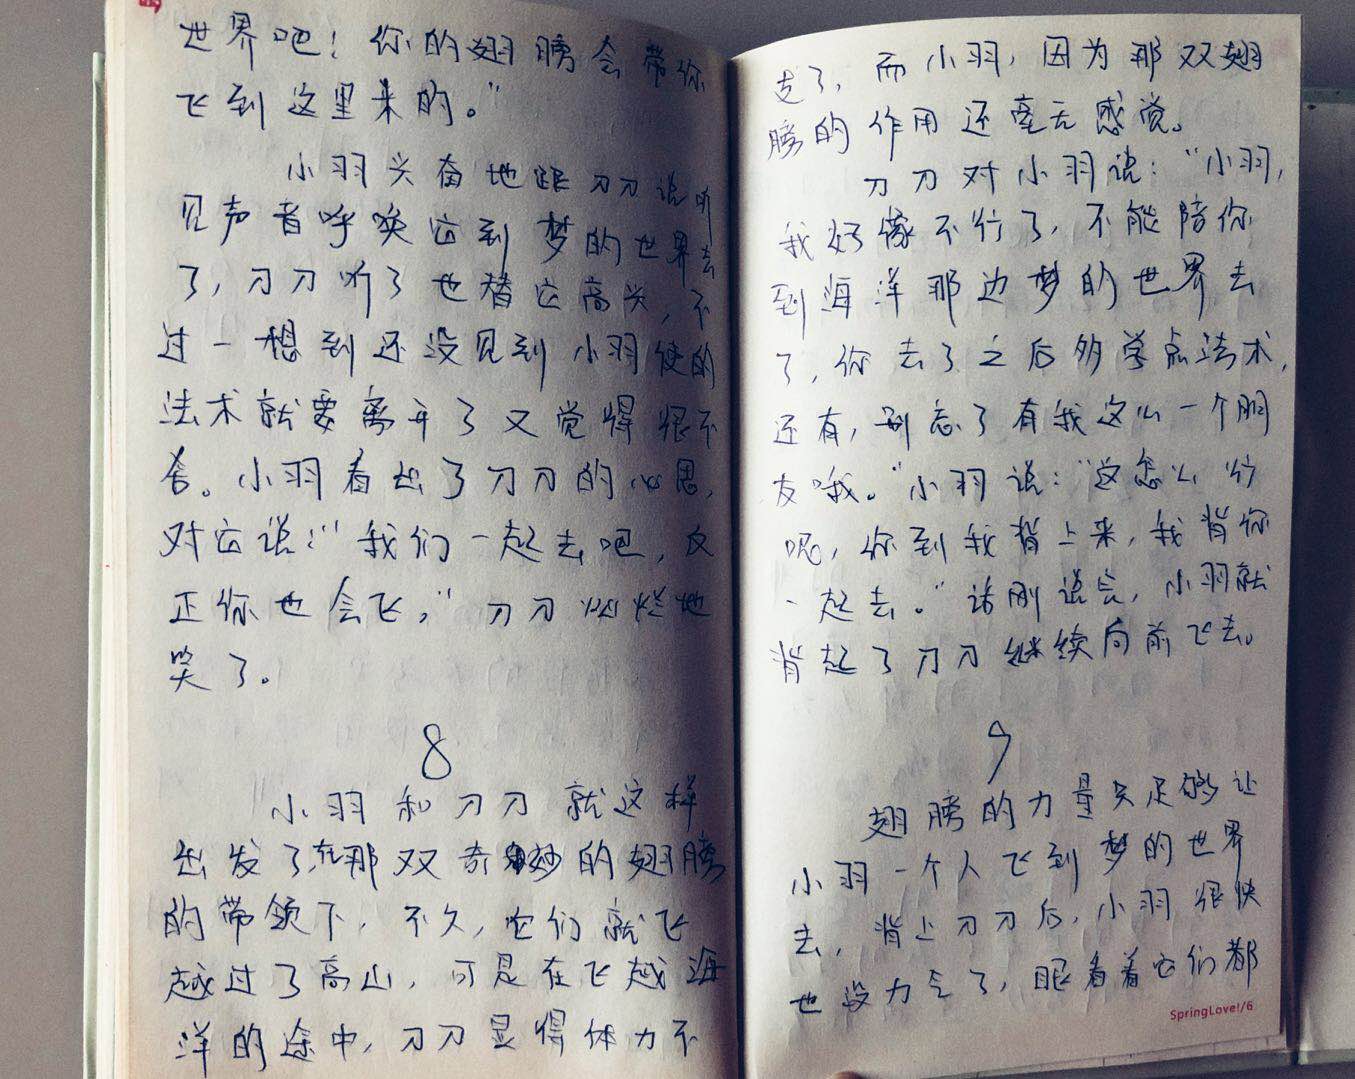 世界吧！你的翅膀会带你
飞到这里来的。”
小羽兴奋地跟刀刀说听
见声音呼唤它到梦的世界去
了，刀刀听了也替它高兴，不
过一想到还没见到小羽使的
法术就要离开了又觉得很不
舍。小羽看出了刀刀的心思，
对它说：“我们一起去吧，反
正你也会飞，”刀刀灿烂地
笑了。
8
小羽和刀刀就这样
出发了，在那双奇妙的翅膀
的带领下，不久，它们就飞
越过了高山，可是在飞越海
洋的途中，刀刀显得体力不
支了，而小羽，因为那双翅
膀的作用还毫无感觉。
刀刀对小羽说：“小羽，
我好像不行了，不能陪你
到海洋那边梦的世界去
了，你去了之后多学点法术，
还有，别忘了有我这么一个朋
友哦。”小羽说：“这怎么行
呢，你到我背上来，我背你
一起去。”话刚说完，小羽就
背起了刀刀继续向前飞去。
9
翅膀的力量只足够让
小羽一个人飞到梦的世界
去，背上刀刀后，小羽很快
也没力气了，眼看着它们都
SpringLove!/6